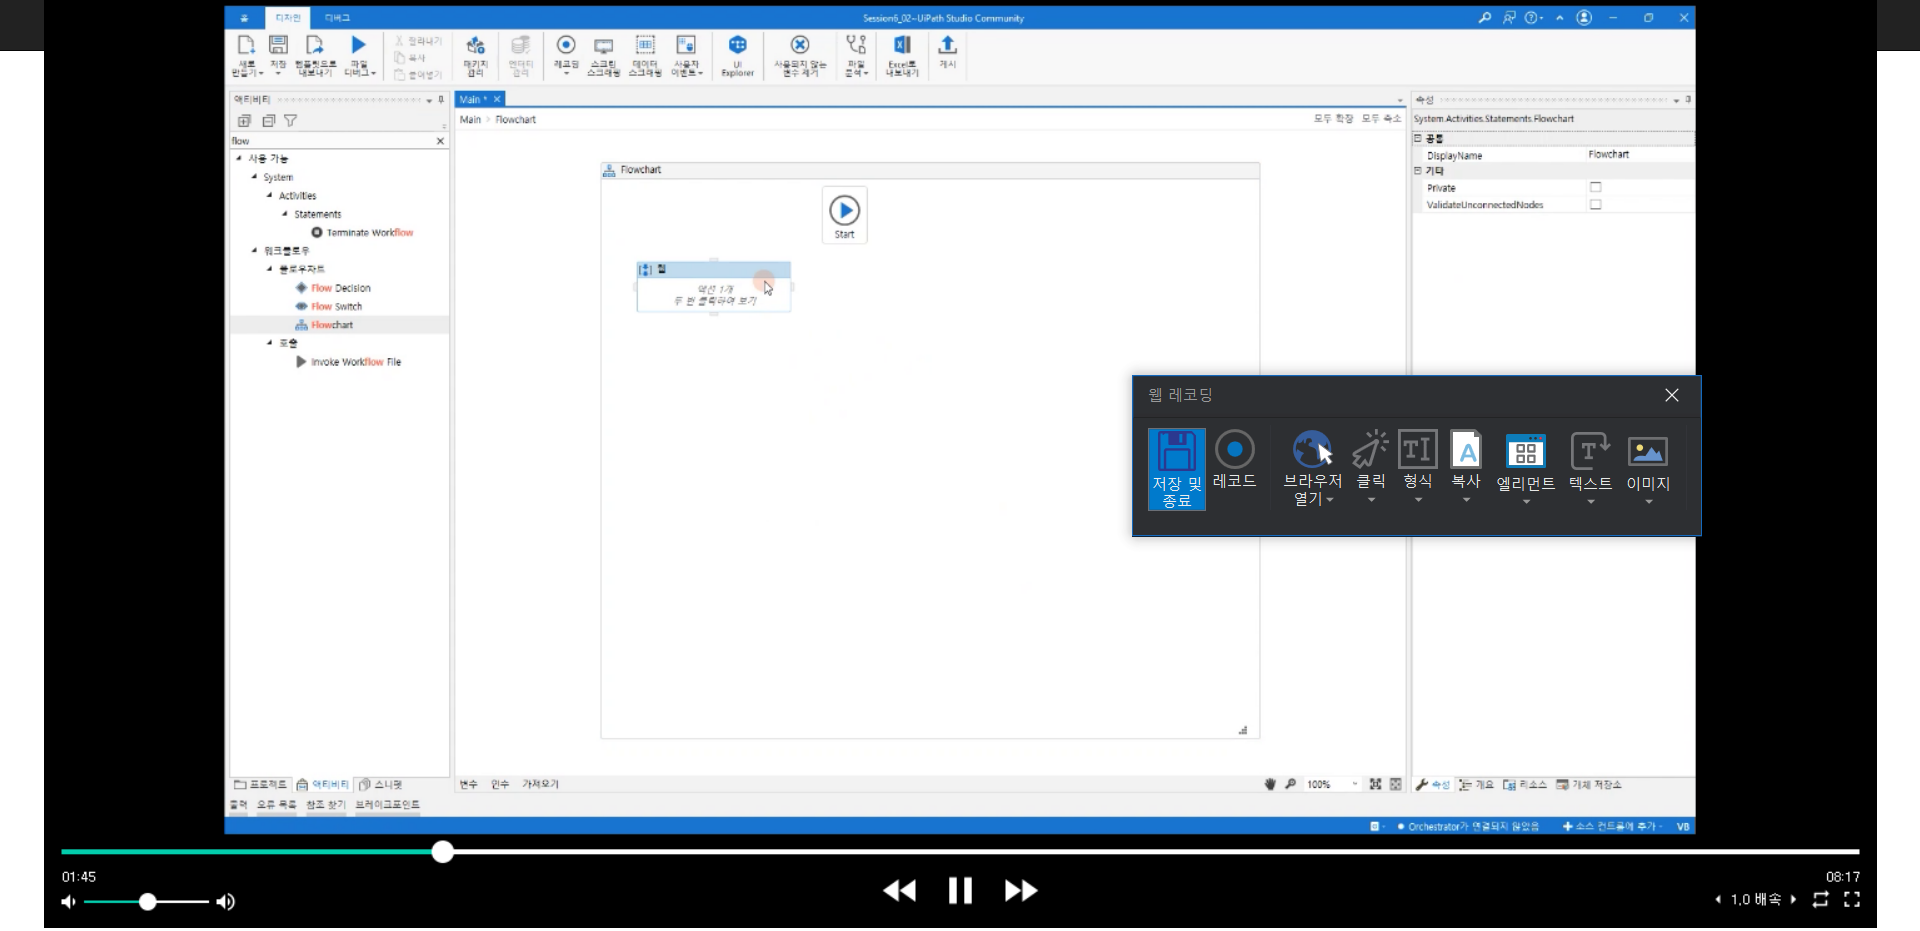 홈 디자인 디버그
Session6_02 - UiPath Studio Community
새로 만들기
저장
템플릿으로 내보내기
파일 디버그
잘라내기
복사
붙여넣기
패키지 관리
엔터티 관리
레코딩
스크린 스크래핑
데이터 스크래핑
사용자 이벤트
UI Explorer
사용되지 않는 변수 제거
파일 분석
Excel로 내보내기
게시
액티비티
flow
사용 가능
System
Activities
Statements
Terminate Workflow
워크플로우
플로우차트
Flow Decision
Flow Switch
Flowchart
호출
Invoke Workflow File
프로젝트 액티비티 스니펫
출력 오류 목록 참조 찾기 브레이크포인트
Main *
Main > Flowchart
모두 확장 모두 축소
Flowchart
Start
웹
액션 1개
두 번 클릭하여 보기
변수 인수 가져오기
100%
속성
System.Activities.Statements.Flowchart
공통
DisplayName Flowchart
기타
Private
ValidateUnconnectedNodes
웹 레코딩
저장 및 종료
레코드
브라우저 열기
클릭
형식
복사
엘리먼트
텍스트
이미지
속성 개요 리소스 개체 저장소
Orchestrator가 연결되지 않았음 소스 컨트롤에 추가 VB
01:45
08:17
1.0 배속